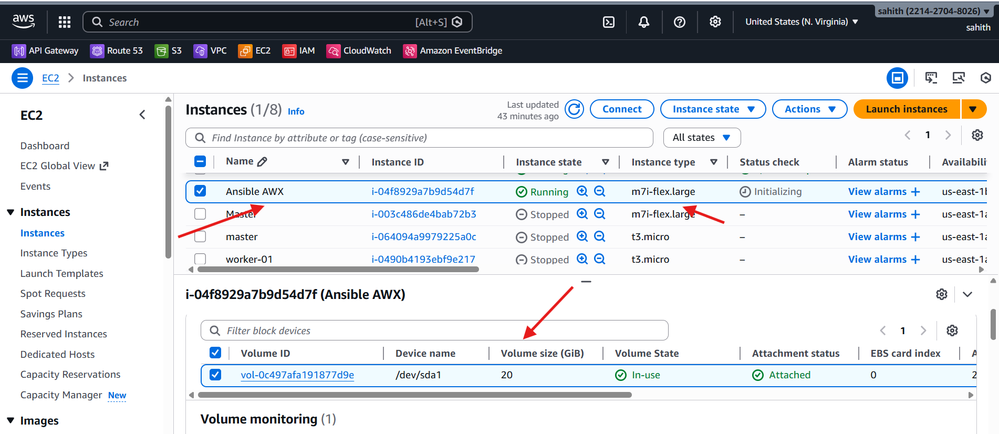 aws
Search [Alt+S]
United States (N. Virginia) ▼
sahith (2214-2704-8026) ▼
sahith
API Gateway Route 53 S3 VPC EC2 IAM CloudWatch Amazon EventBridge
EC2 > Instances
EC2
Dashboard
EC2 Global View
Events
Instances
Instances
Instance Types
Launch Templates
Spot Requests
Savings Plans
Reserved Instances
Dedicated Hosts
Capacity Reservations
Capacity Manager New
Images
Instances (1/8) Info
Last updated
43 minutes ago
Connect Instance state Actions Launch instances
Find Instance by attribute or tag (case-sensitive) All states 1
Name Instance ID Instance state Instance type Status check Alarm status Availabili
Ansible AWX i-04f8929a7b9d54d7f Running m7i-flex.large Initializing View alarms + us-east-1b
Master i-003c486de4bab72b3 Stopped m7i-flex.large – View alarms + us-east-1a
master i-064094a9979225a0c Stopped t3.micro – View alarms + us-east-1a
worker-01 i-0490b4193ebf9e217 Stopped t3.micro – View alarms + us-east-1a
i-04f8929a7b9d54d7f (Ansible AWX)
Filter block devices 1
Volume ID Device name Volume size (GiB) Volume State Attachment status EBS card index A
vol-0c497afa191877d9e /dev/sda1 20 In-use Attached 0 2
Volume monitoring (1)